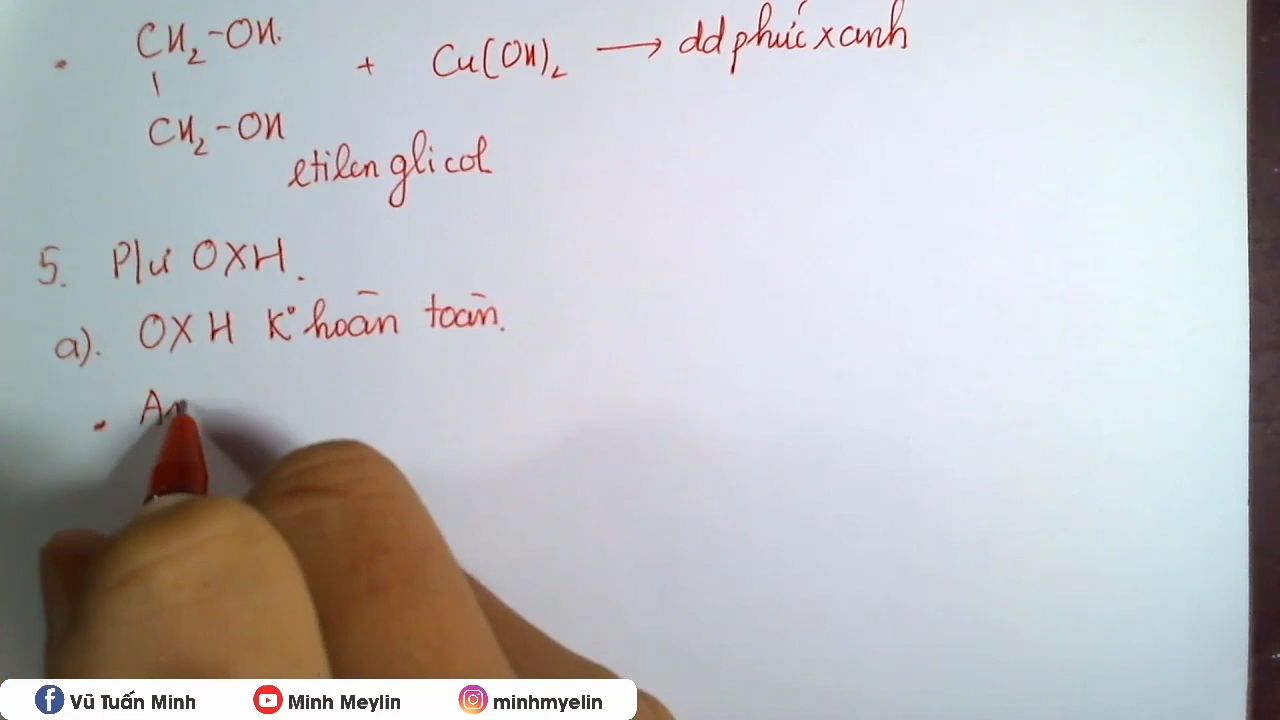 CH₂-OH
+ Cu(OH)₂ → dd phức xanh
CH₂-OH
etilen glicol
5. P/ư OXH.
a). OXH K° hoàn toàn.
Vũ Tuấn Minh
Minh Meylin
minhmyelin